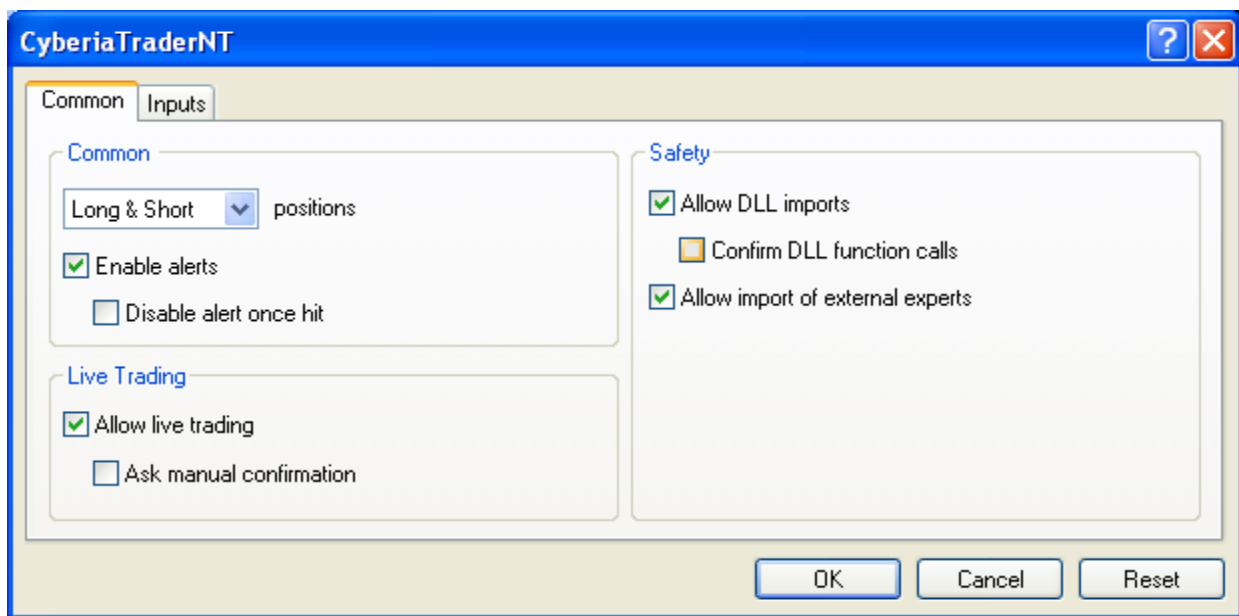 CyberiaTraderNT
Common Inputs
Common
Long & Short positions
Enable alerts
Disable alert once hit
Live Trading
Allow live trading
Ask manual confirmation
Safety
Allow DLL imports
Confirm DLL function calls
Allow import of external experts
OK Cancel Reset